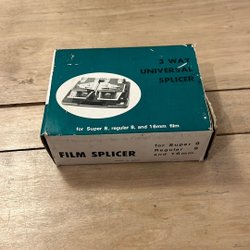 3 WAY
UNIVERSAL
SPLICER
for Super 8, regular 8, and 16mm film
FILM SPLICER
for Super 8
Regular 8
and 16mm